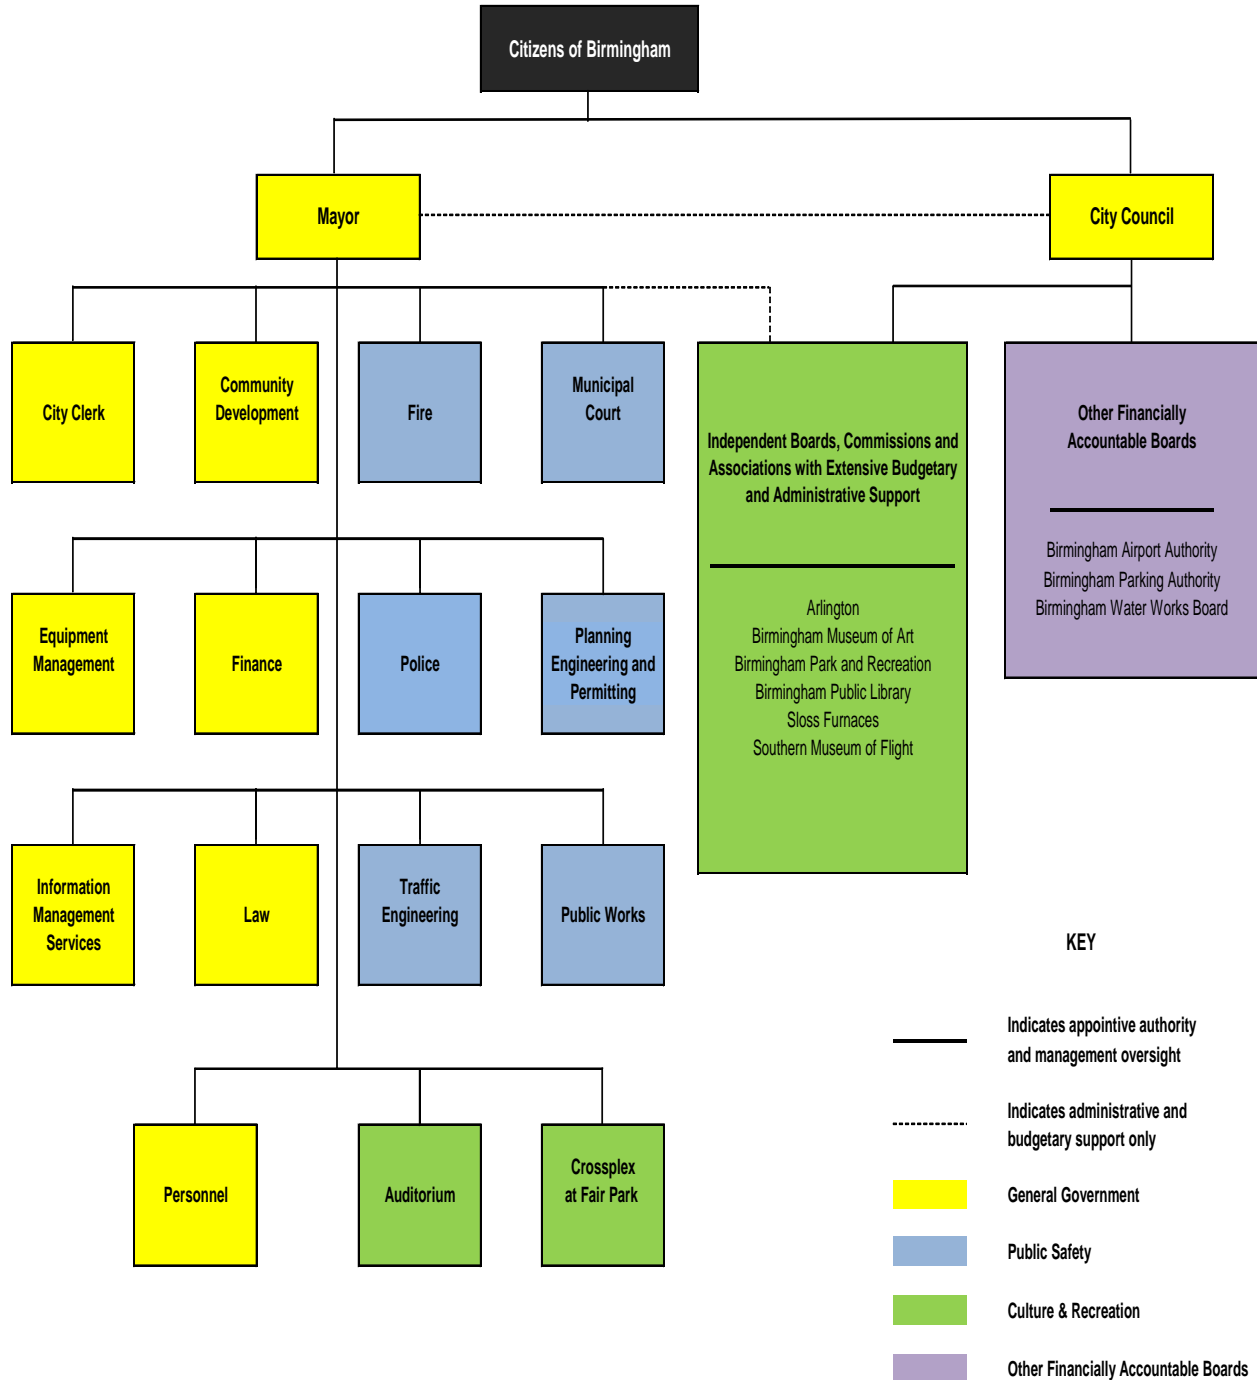 Citizens of Birmingham
Mayor
City Council
City Clerk
Community
Development
Fire
Municipal
Court
Independent Boards, Commissions and
Associations with Extensive Budgetary
and Administrative Support
Arlington
Birmingham Museum of Art
Birmingham Park and Recreation
Birmingham Public Library
Sloss Furnaces
Southern Museum of Flight
Other Financially
Accountable Boards
Birmingham Airport Authority
Birmingham Parking Authority
Birmingham Water Works Board
Equipment
Management
Finance
Police
Planning
Engineering and
Permitting
Information
Management
Services
Law
Traffic
Engineering
Public Works
Personnel
Auditorium
Crossplex
at Fair Park
KEY
Indicates appointive authority
and management oversight
Indicates administrative and
budgetary support only
General Government
Public Safety
Culture & Recreation
Other Financially Accountable Boards